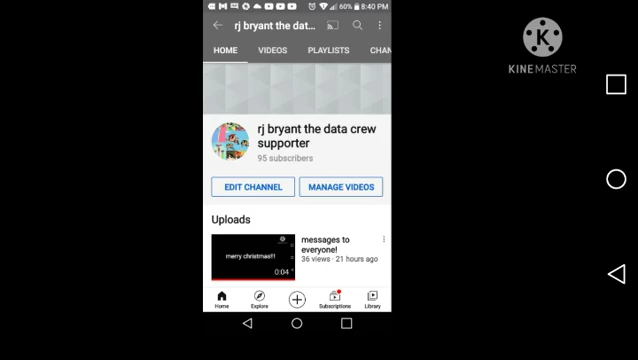 60% 8:40 PM
rj bryant the dat...
HOME VIDEOS PLAYLISTS CHAN
K
KINEMASTER
rj bryant the data crew
supporter
95 subscribers
EDIT CHANNEL MANAGE VIDEOS
Uploads
merry christmas!!!
0:04
messages to
everyone!
36 views · 21 hours ago
Home Explore Subscriptions Library